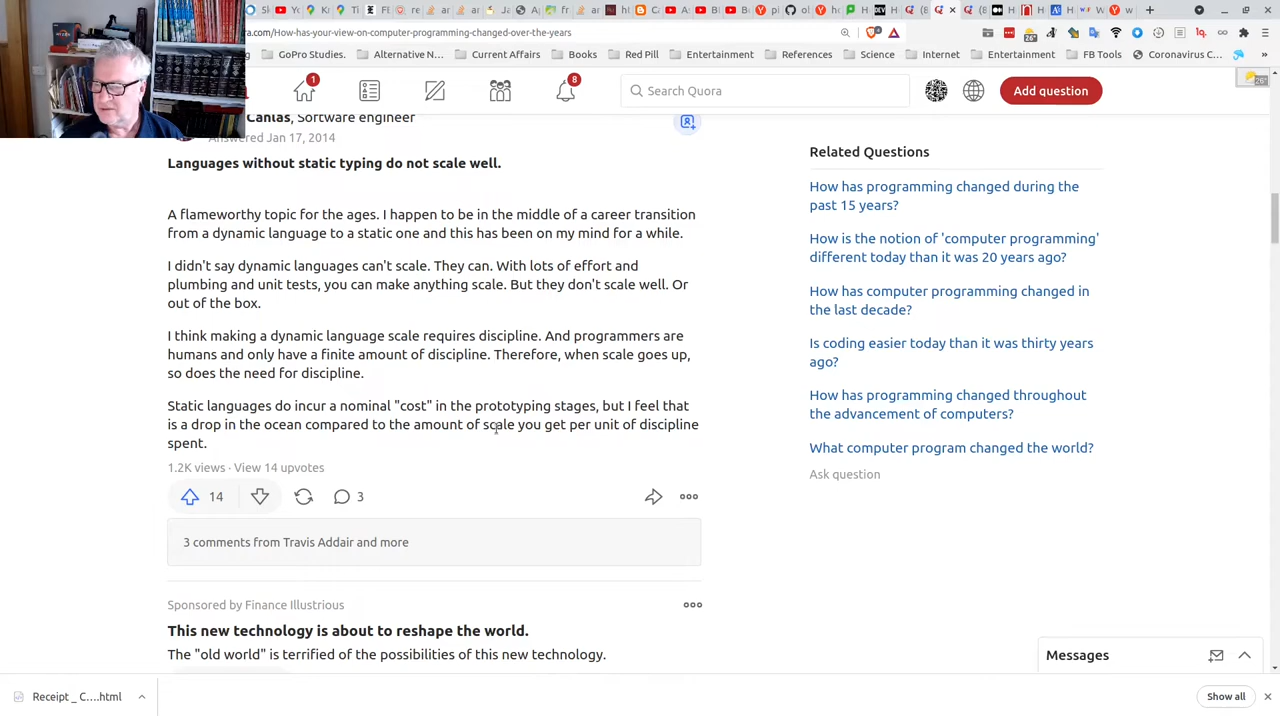 ra.com/How-has-your-view-on-computer-programming-changed-over-the-years
GoPro Studies.
Alternative N...
Current Affairs
Books
Red Pill
Entertainment
References
Science
Internet
Entertainment
FB Tools
Coronavirus C...
1
8
Search Quora
Add question
26°
Canlas, Software engineer
Answered Jan 17, 2014
Languages without static typing do not scale well.
A flameworthy topic for the ages. I happen to be in the middle of a career transition
from a dynamic language to a static one and this has been on my mind for a while.
I didn't say dynamic languages can't scale. They can. With lots of effort and
plumbing and unit tests, you can make anything scale. But they don't scale well. Or
out of the box.
I think making a dynamic language scale requires discipline. And programmers are
humans and only have a finite amount of discipline. Therefore, when scale goes up,
so does the need for discipline.
Static languages do incur a nominal "cost" in the prototyping stages, but I feel that
is a drop in the ocean compared to the amount of scale you get per unit of discipline
spent.
1.2K views · View 14 upvotes
14
3
3 comments from Travis Addair and more
Sponsored by Finance Illustrious
This new technology is about to reshape the world.
The "old world" is terrified of the possibilities of this new technology.
Related Questions
How has programming changed during the
past 15 years?
How is the notion of 'computer programming'
different today than it was 20 years ago?
How has computer programming changed in
the last decade?
Is coding easier today than it was thirty years
ago?
How has programming changed throughout
the advancement of computers?
What computer program changed the world?
Ask question
Messages
Receipt _ C....html
Show all